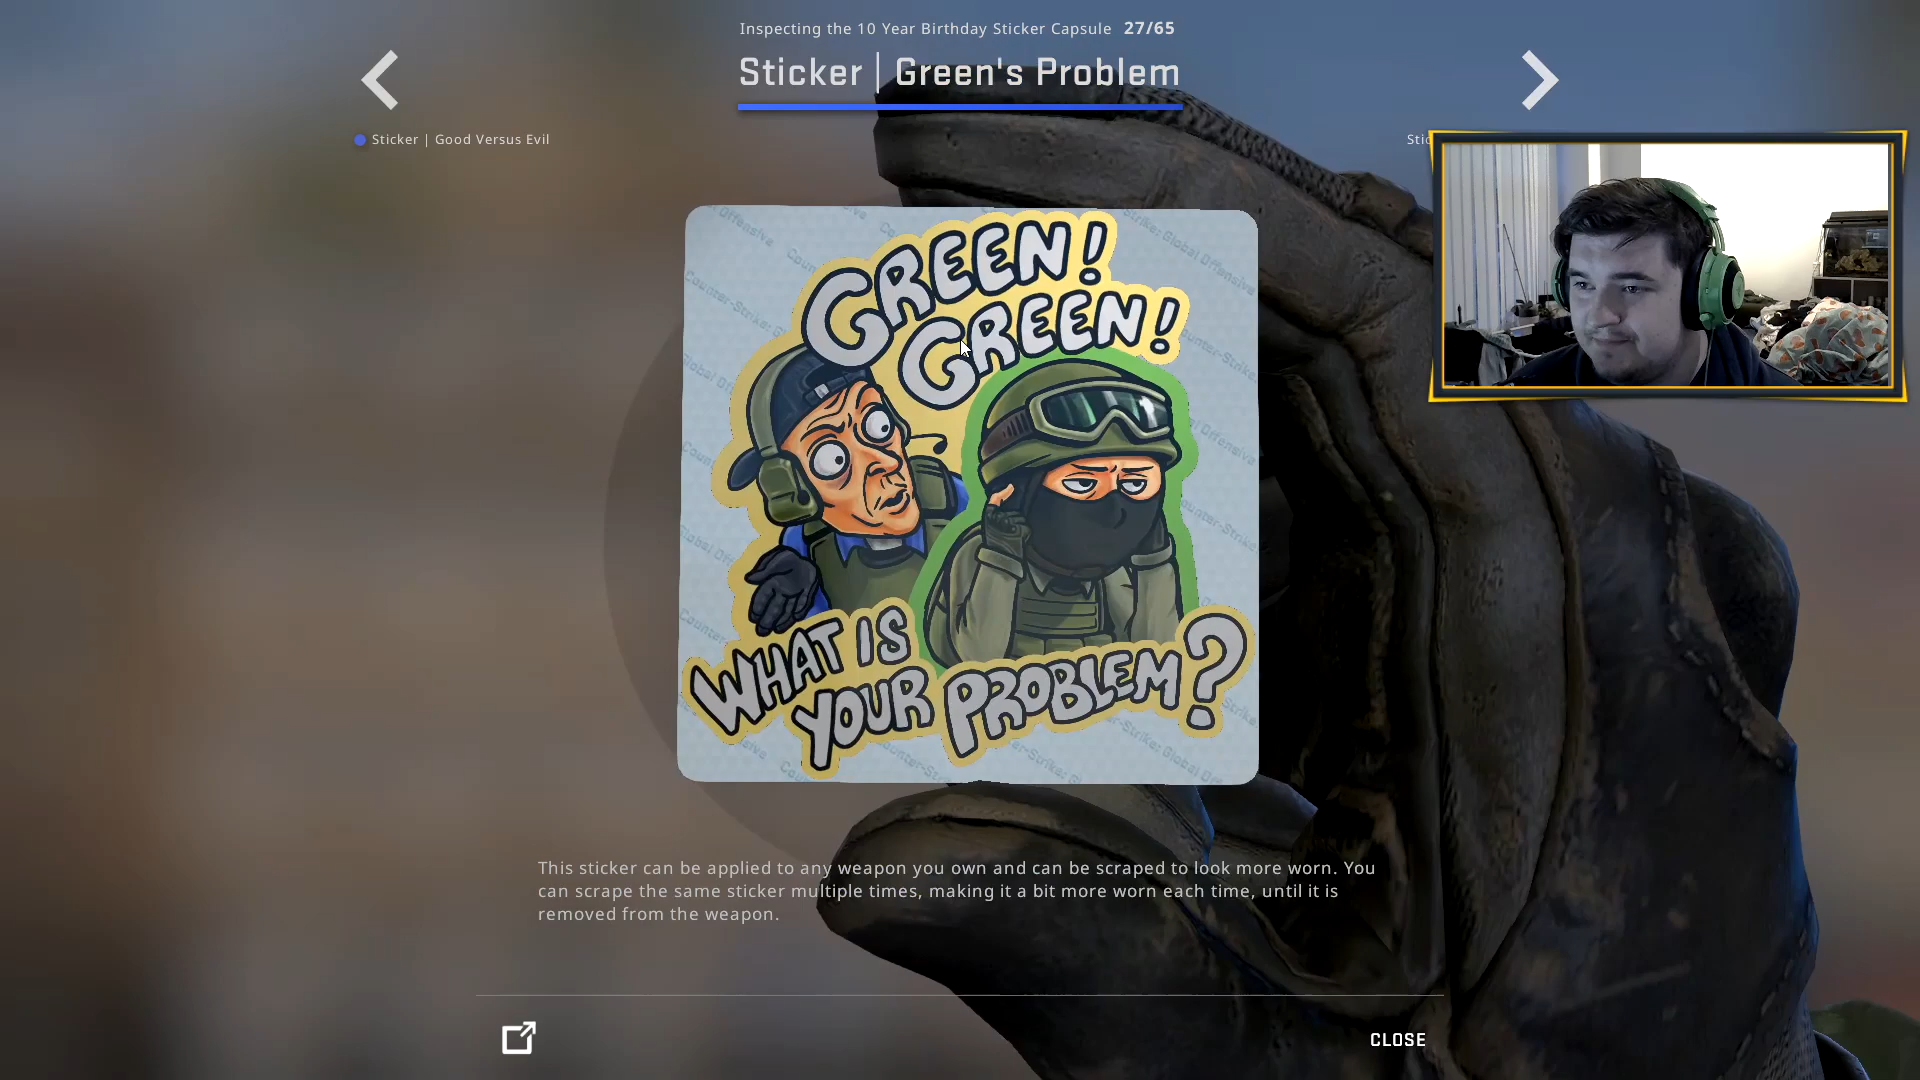 Inspecting the 10 Year Birthday Sticker Capsule 27/65
Sticker | Green's Problem
Sticker | Good Versus Evil
GREEN!
GREEN!
WHAT IS
YOUR PROBLEM?
This sticker can be applied to any weapon you own and can be scraped to look more worn. You
can scrape the same sticker multiple times, making it a bit more worn each time, until it is
removed from the weapon.
CLOSE